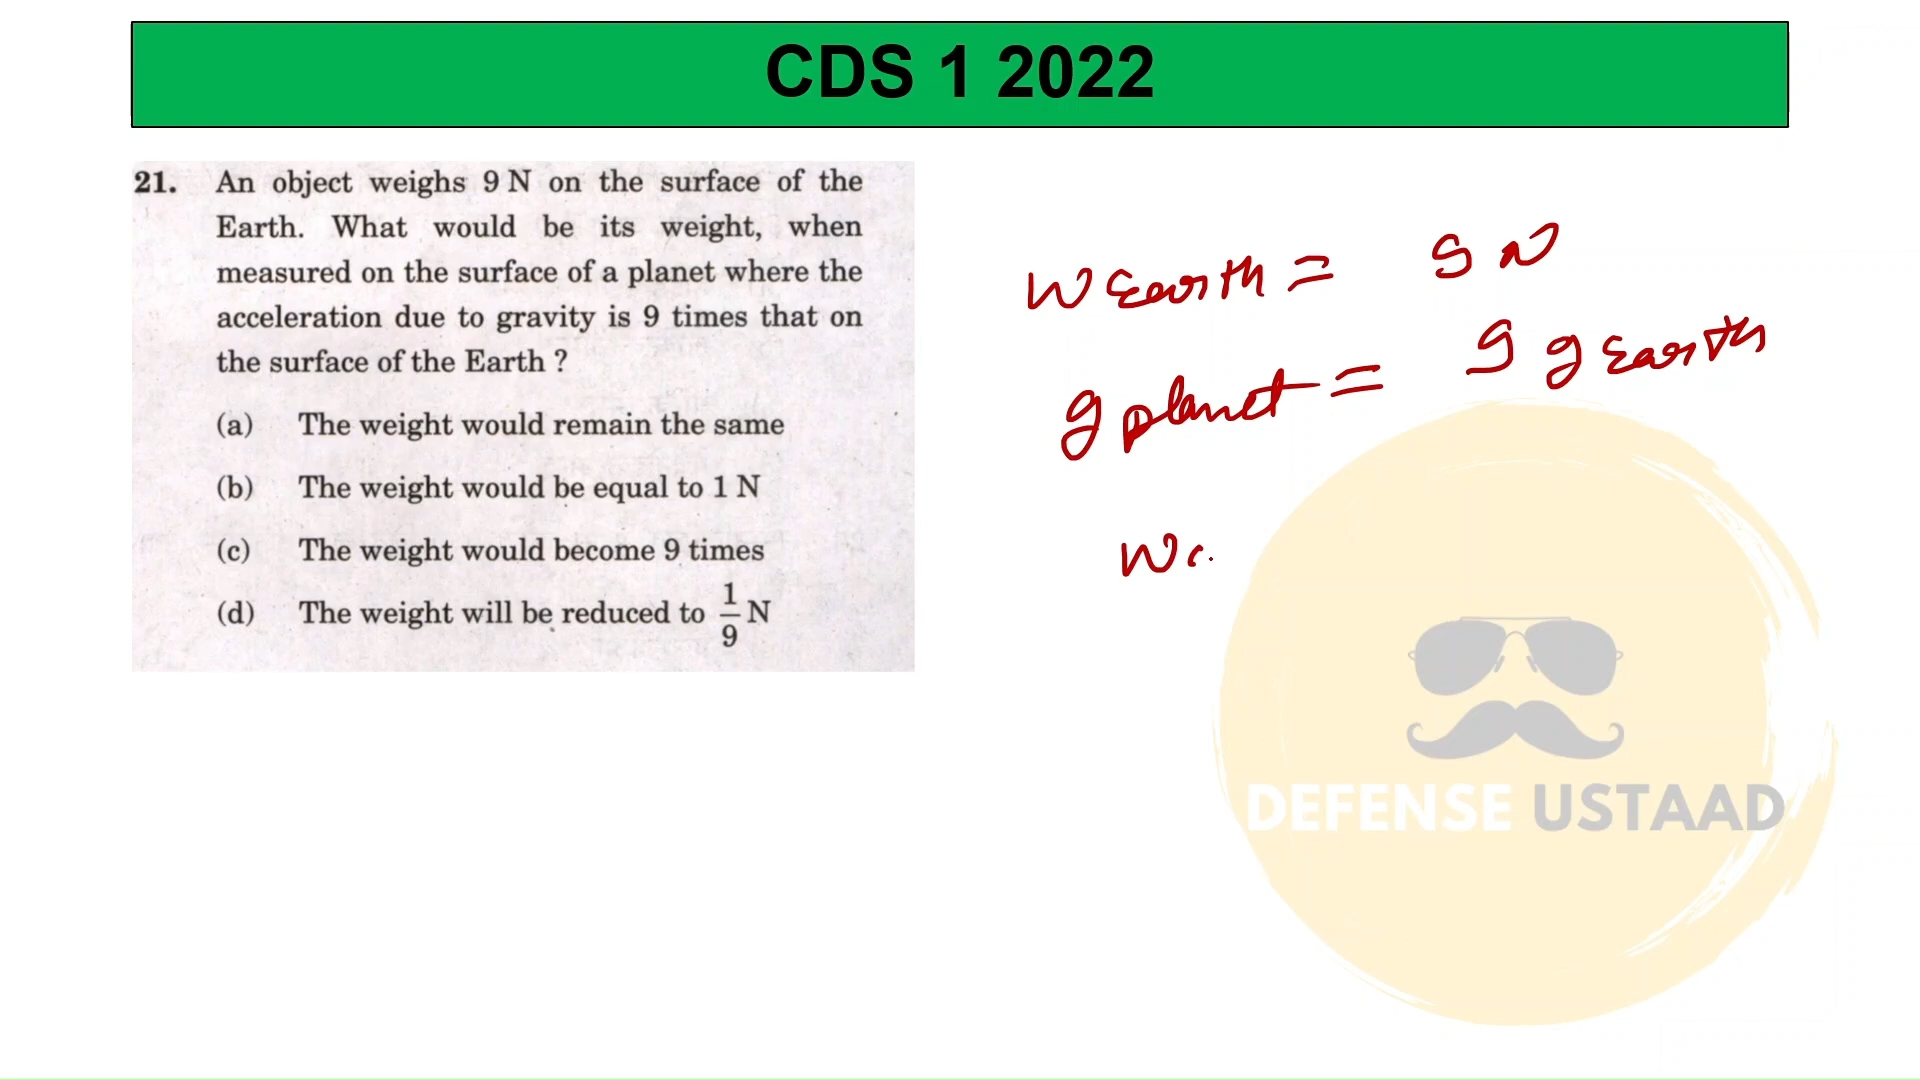 CDS 1 2022
21. An object weighs 9 N on the surface of the
Earth. What would be its weight, when
measured on the surface of a planet where the
acceleration due to gravity is 9 times that on
the surface of the Earth ?
(a) The weight would remain the same
(b) The weight would be equal to 1 N
(c) The weight would become 9 times
(d) The weight will be reduced to 1/9 N
W Earth = 9 N
g planet = 9 g Earth
W
DEFENSE USTAAD